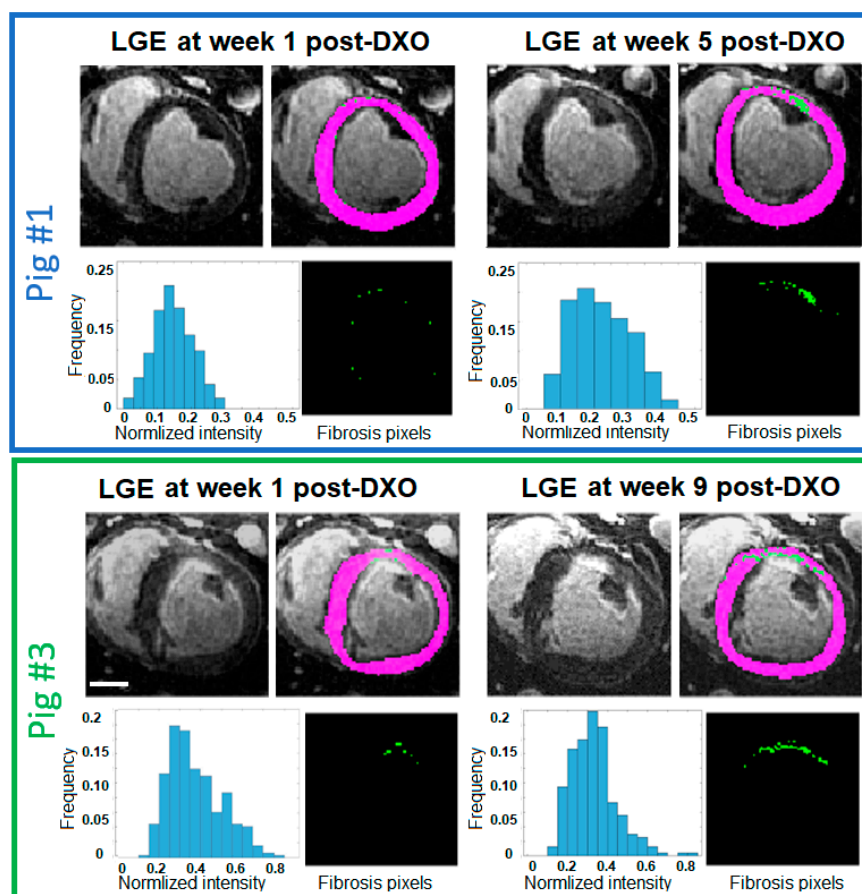 Pig #1
LGE at week 1 post-DXO
LGE at week 5 post-DXO
Frequency
0.25
0.15
0.05
0
0 0.1 0.2 0.3 0.4 0.5
Normlized intensity
Fibrosis pixels
Frequency
0.25
0.15
0.05
0
0 0.1 0.2 0.3 0.4 0.5
Normlized intensity
Fibrosis pixels
Pig #3
LGE at week 1 post-DXO
LGE at week 9 post-DXO
Frequency
0.2
0.15
0.10
0.05
0
0.2 0.4 0.6 0.8
Normlized intensity
Fibrosis pixels
Frequency
0.2
0.15
0.10
0.05
0
0.2 0.4 0.6 0.8
Normlized intensity
Fibrosis pixels